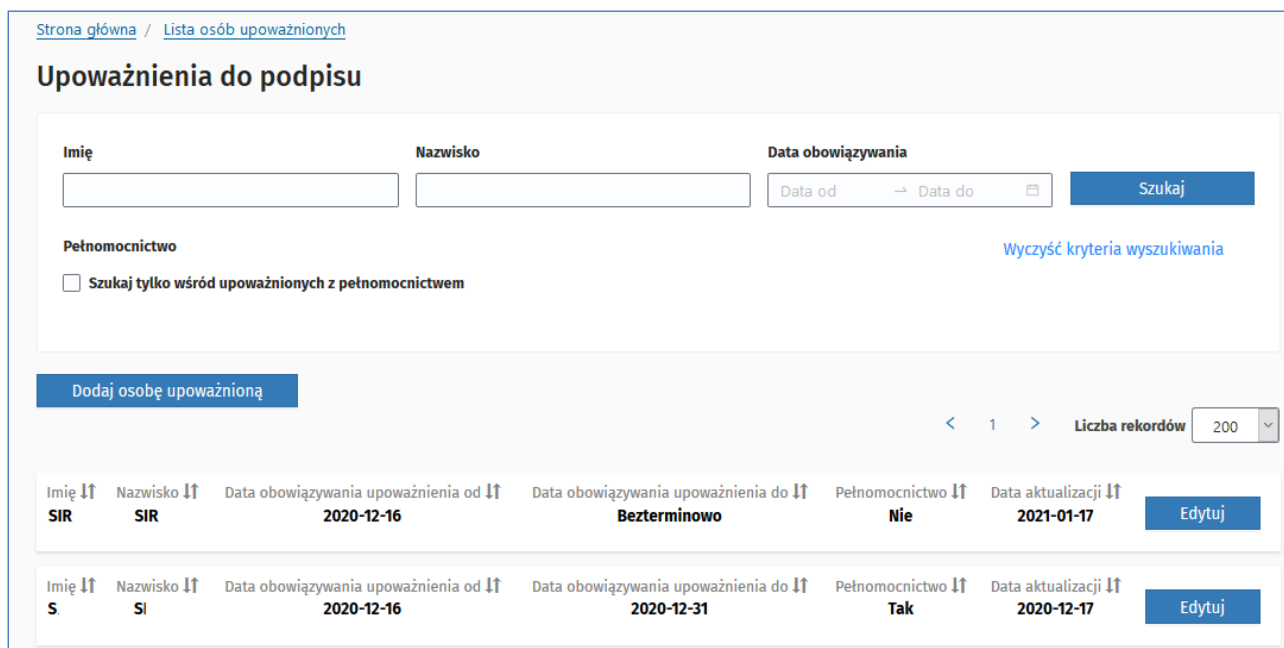 Strona główna / Lista osób upoważnionych
Upoważnienia do podpisu
Imię Nazwisko Data obowiązywania
Data od → Data do Szukaj
Pełnomocnictwo Wyczyść kryteria wyszukiwania
Szukaj tylko wśród upoważnionych z pełnomocnictwem
Dodaj osobę upoważnioną
< 1 > Liczba rekordów 200
Imię Nazwisko Data obowiązywania upoważnienia od Data obowiązywania upoważnienia do Pełnomocnictwo Data aktualizacji
SIR SIR 2020-12-16 Bezterminowo Nie 2021-01-17 Edytuj
Imię Nazwisko Data obowiązywania upoważnienia od Data obowiązywania upoważnienia do Pełnomocnictwo Data aktualizacji
2020-12-16 2020-12-31 Tak 2020-12-17 Edytuj